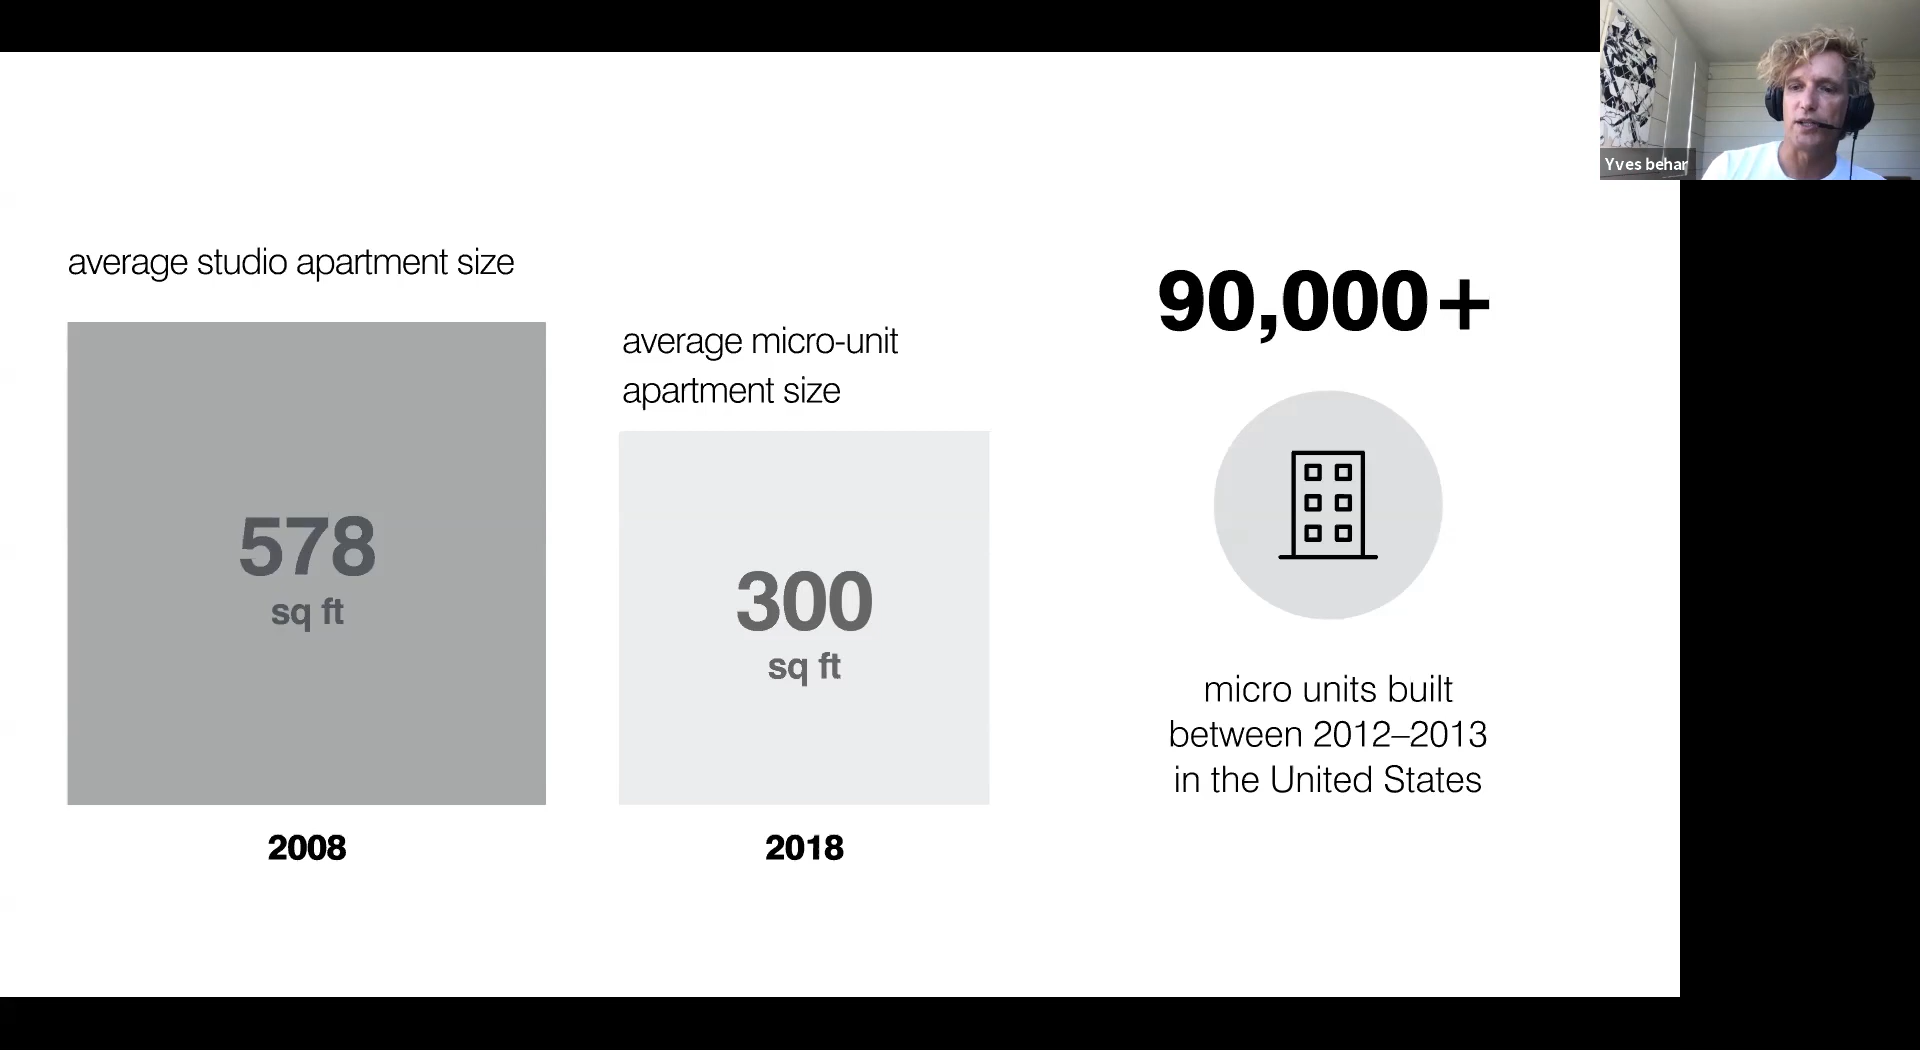 Yves behar
average studio apartment size
578
sq ft
2008
average micro-unit
apartment size
300
sq ft
2018
90,000+
micro units built
between 2012–2013
in the United States